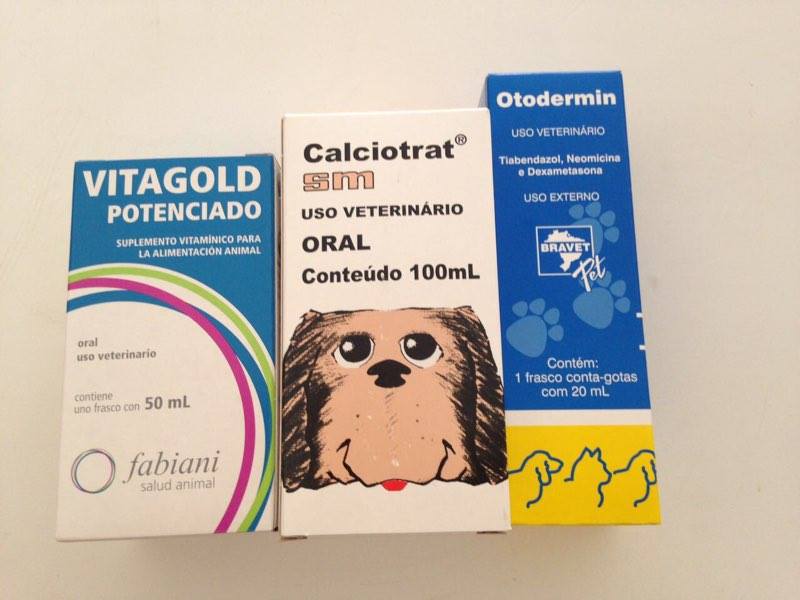 VITAGOLD
POTENCIADO
SUPLEMENTO VITAMÍNICO PARA
LA ALIMENTACIÓN ANIMAL
oral
uso veterinario
contiene
uno frasco con 50 mL
fabiani
salud animal
Calciotrat®
sm
USO VETERINÁRIO
ORAL
Conteúdo 100mL
Otodermin
USO VETERINÁRIO
Tiabendazol, Neomicina
e Dexametasona
USO EXTERNO
BRAVET
Pet
Contém:
1 frasco conta-gotas
com 20 mL